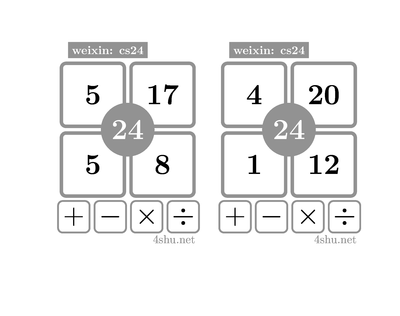 weixin: cs24
5 17
24
5 8
+ − × ÷
4shu.net
weixin: cs24
4 20
24
1 12
+ − × ÷
4shu.net